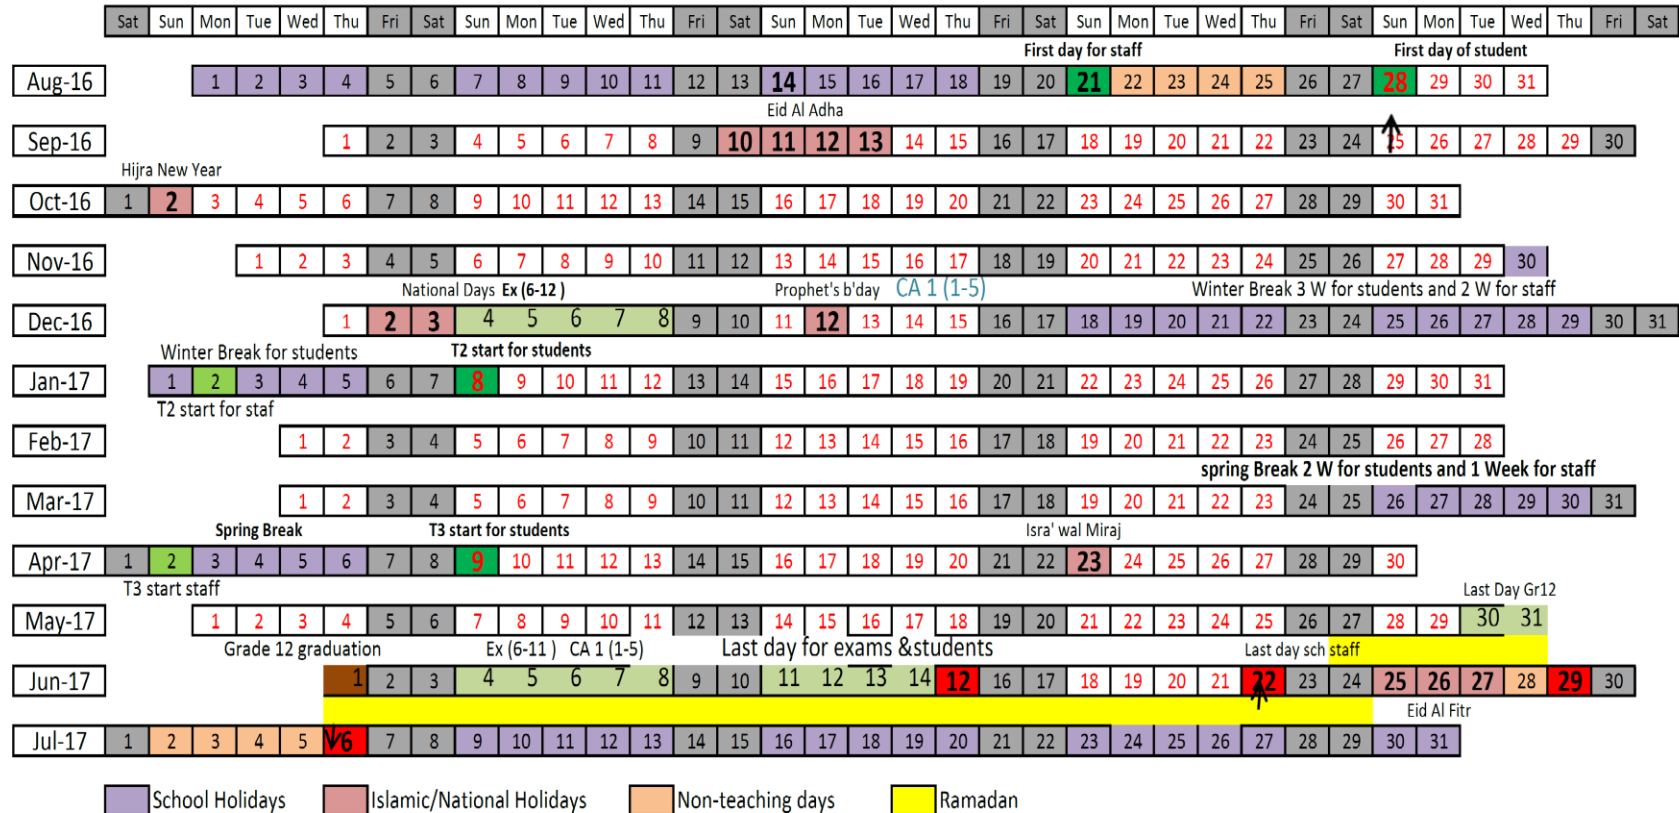 Sat Sun Mon Tue Wed Thu Fri Sat Sun Mon Tue Wed Thu Fri Sat Sun Mon Tue Wed Thu Fri Sat Sun Mon Tue Wed Thu Fri Sat Sun Mon Tue Wed Thu Fri Sat
First day for staff First day of student
Aug-16 1 2 3 4 5 6 7 8 9 10 11 12 13 14 15 16 17 18 19 20 21 22 23 24 25 26 27 28 29 30 31
Eid Al Adha
Sep-16 1 2 3 4 5 6 7 8 9 10 11 12 13 14 15 16 17 18 19 20 21 22 23 24 25 26 27 28 29 30
Hijra New Year
Oct-16 1 2 3 4 5 6 7 8 9 10 11 12 13 14 15 16 17 18 19 20 21 22 23 24 25 26 27 28 29 30 31
Nov-16 1 2 3 4 5 6 7 8 9 10 11 12 13 14 15 16 17 18 19 20 21 22 23 24 25 26 27 28 29 30
National Days Ex (6-12 ) Prophet's b'day CA 1 (1-5) Winter Break 3 W for students and 2 W for staff
Dec-16 1 2 3 4 5 6 7 8 9 10 11 12 13 14 15 16 17 18 19 20 21 22 23 24 25 26 27 28 29 30 31
Winter Break for students T2 start for students
Jan-17 1 2 3 4 5 6 7 8 9 10 11 12 13 14 15 16 17 18 19 20 21 22 23 24 25 26 27 28 29 30 31
T2 start for staf
Feb-17 1 2 3 4 5 6 7 8 9 10 11 12 13 14 15 16 17 18 19 20 21 22 23 24 25 26 27 28
spring Break 2 W for students and 1 Week for staff
Mar-17 1 2 3 4 5 6 7 8 9 10 11 12 13 14 15 16 17 18 19 20 21 22 23 24 25 26 27 28 29 30 31
Spring Break T3 start for students Isra' wal Miraj
Apr-17 1 2 3 4 5 6 7 8 9 10 11 12 13 14 15 16 17 18 19 20 21 22 23 24 25 26 27 28 29 30
T3 start staff Last Day Gr12
May-17 1 2 3 4 5 6 7 8 9 10 11 12 13 14 15 16 17 18 19 20 21 22 23 24 25 26 27 28 29 30 31
Grade 12 graduation Ex (6-11 ) CA 1 (1-5) Last day for exams &students Last day sch staff
Jun-17 1 2 3 4 5 6 7 8 9 10 11 12 13 14 12 16 17 18 19 20 21 22 23 24 25 26 27 28 29 30
Eid Al Fitr
Jul-17 1 2 3 4 5 6 7 8 9 10 11 12 13 14 15 16 17 18 19 20 21 22 23 24 25 26 27 28 29 30 31
School Holidays Islamic/National Holidays Non-teaching days Ramadan